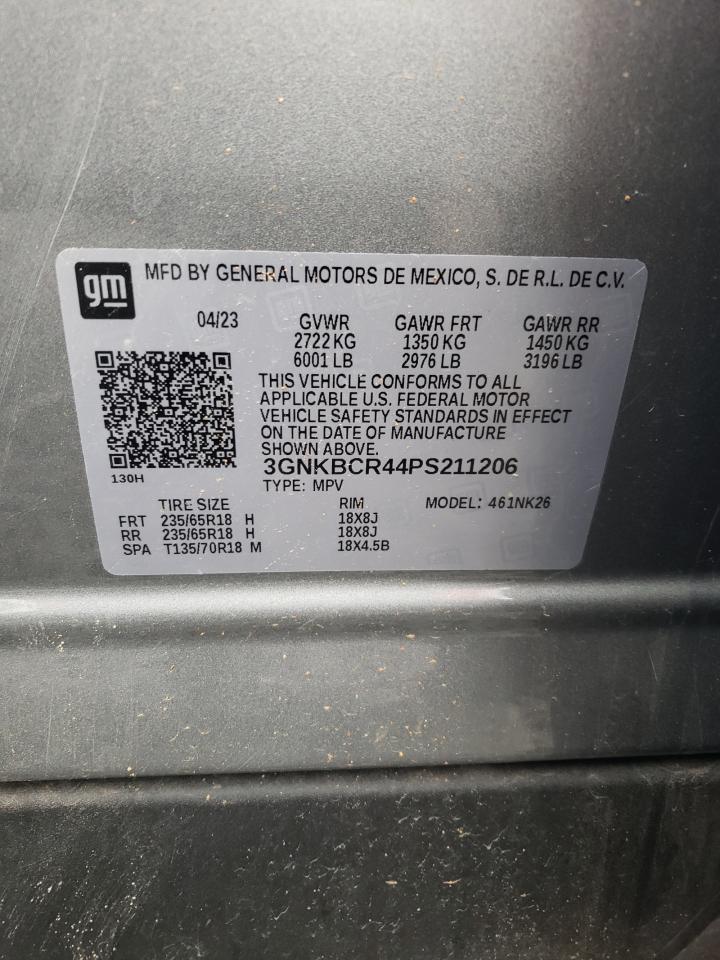 gm
MFD BY GENERAL MOTORS DE MEXICO, S. DE R.L. DE C.V.
04/23 GVWR GAWR FRT GAWR RR
2722 KG 1350 KG 1450 KG
6001 LB 2976 LB 3196 LB
THIS VEHICLE CONFORMS TO ALL
APPLICABLE U.S. FEDERAL MOTOR
VEHICLE SAFETY STANDARDS IN EFFECT
ON THE DATE OF MANUFACTURE
SHOWN ABOVE.
3GNKBCR44PS211206
130H TYPE: MPV
TIRE SIZE RIM MODEL: 461NK26
FRT 235/65R18 H 18X8J
RR 235/65R18 H 18X8J
SPA T135/70R18 M 18X4.5B